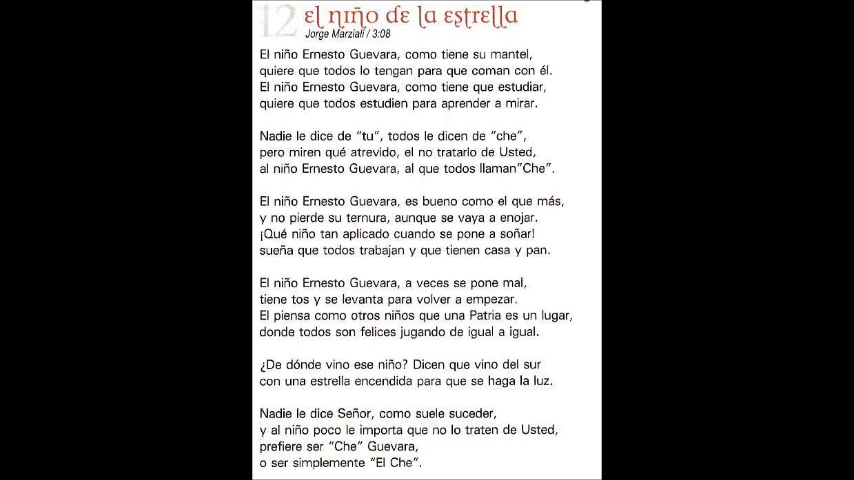 12 el niño de la estrella
Jorge Marziali / 3:08
El niño Ernesto Guevara, como tiene su mantel,
quiere que todos lo tengan para que coman con él.
El niño Ernesto Guevara, como tiene que estudiar,
quiere que todos estudien para aprender a mirar.
Nadie le dice de "tu", todos le dicen de "che",
pero miren qué atrevido, el no tratarlo de Usted,
al niño Ernesto Guevara, al que todos llaman"Che".
El niño Ernesto Guevara, es bueno como el que más,
y no pierde su ternura, aunque se vaya a enojar.
¡Qué niño tan aplicado cuando se pone a soñar!
sueña que todos trabajan y que tienen casa y pan.
El niño Ernesto Guevara, a veces se pone mal,
tiene tos y se levanta para volver a empezar.
El piensa como otros niños que una Patria es un lugar,
donde todos son felices jugando de igual a igual.
¿De dónde vino ese niño? Dicen que vino del sur
con una estrella encendida para que se haga la luz.
Nadie le dice Señor, como suele suceder,
y al niño poco le importa que no lo traten de Usted,
prefiere ser "Che" Guevara,
o ser simplemente "El Che".